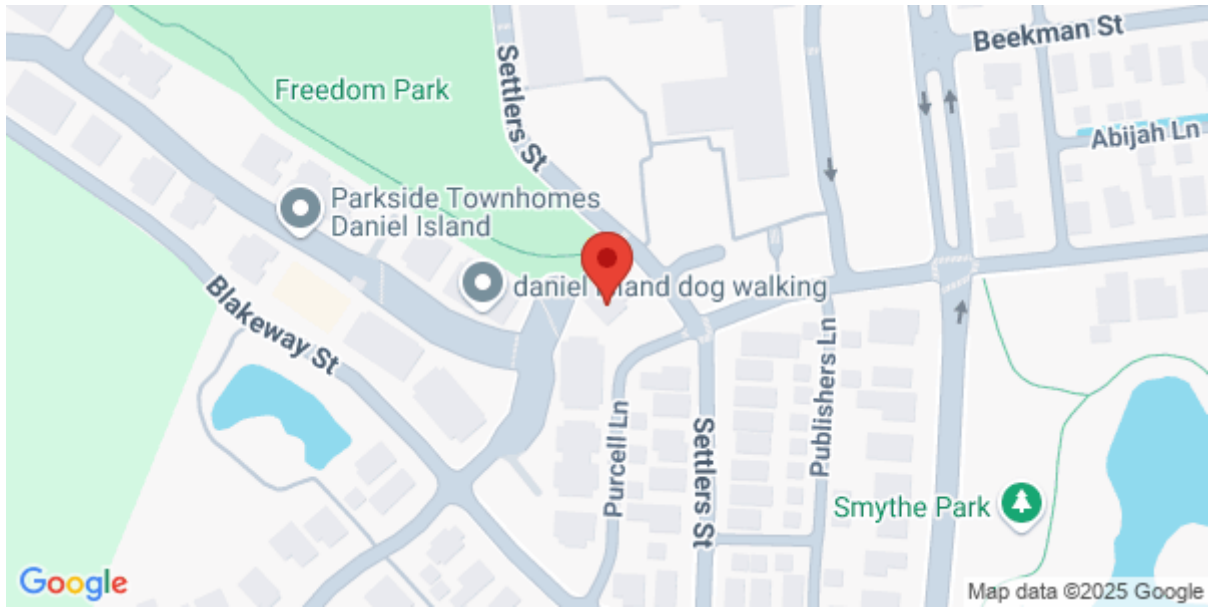 Beekman St
Settlers St
Freedom Park
Abijah Ln
Parkside Townhomes
Daniel Island
daniel island dog walking
Blakeway St
Publishers Ln
Purcell Ln
Settlers St
Smythe Park
Google
Map data ©2025 Google